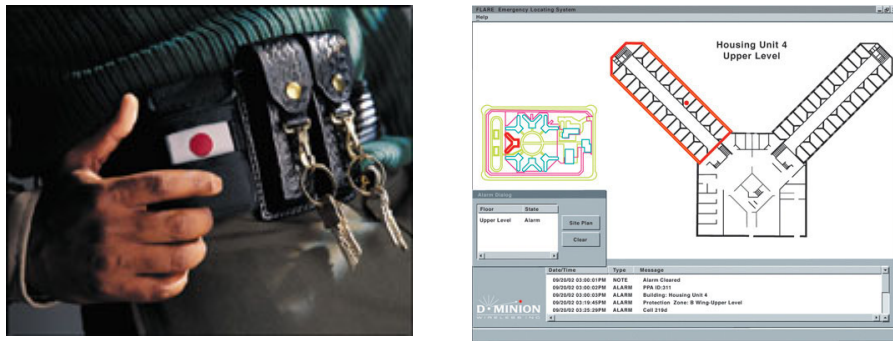 FLARE Emergency Locating System
Help
Housing Unit 4
Upper Level
Alarm Dialog
Floor State
Upper Level Alarm
Site Plan
Clear
Date/Time Type Message
09/20/02 03:00:01PM NOTE Alarm Cleared
09/20/02 03:00:02PM ALARM PPA ID:311
09/20/02 03:00:03PM ALARM Building: Housing Unit 4
09/20/02 03:19:45PM ALARM Protection Zone: B Wing-Upper Level
09/20/02 03:25:29PM ALARM Cell 219d
D·MINION
WIRELESS INC